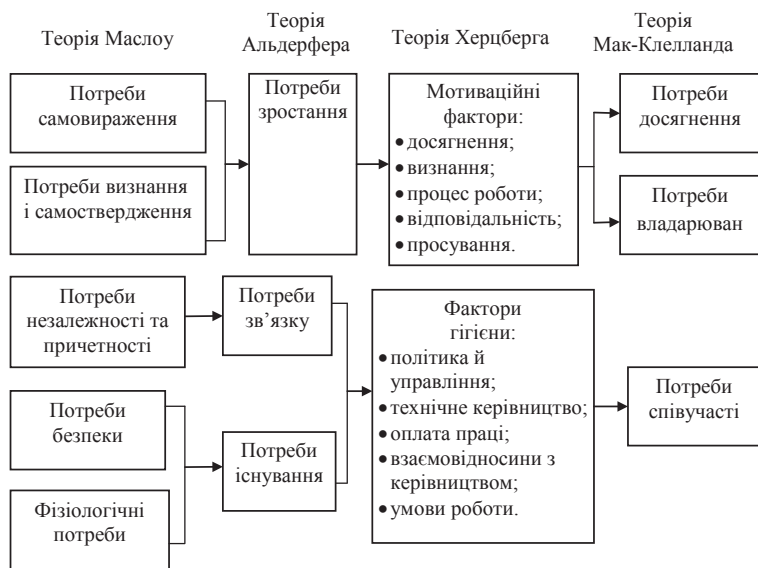 Теорія Маслоу
Теорія
Альдерфера
Теорія Херцберга
Теорія
Мак-Клелланда
Потреби
самовираження
Потреби визнання
і самоствердження
Потреби
зростання
Мотиваційні
фактори:
• досягнення;
• визнання;
• процес роботи;
• відповідальність;
• просування.
Потреби
досягнення
Потреби
владарюван
Потреби
незалежності та
причетності
Потреби
зв’язку
Потреби
безпеки
Фізіологічні
потреби
Потреби
існування
Фактори
гігієни:
• політика й
управління;
• технічне керівництво;
• оплата праці;
• взаємовідносини з
керівництвом;
• умови роботи.
Потреби
співучасті